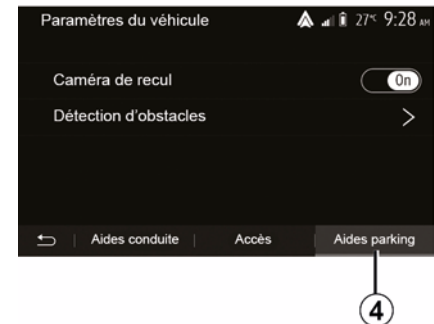 Paramètres du véhicule 27°C 9:28 AM
Caméra de recul On
Détection d'obstacles
Aides conduite Accès Aides parking
4